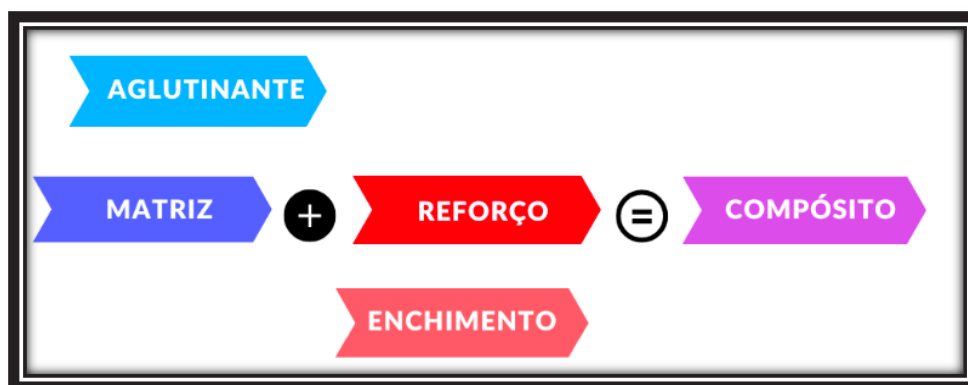 AGLUTINANTE
MATRIZ + REFORÇO = COMPÓSITO
ENCHIMENTO